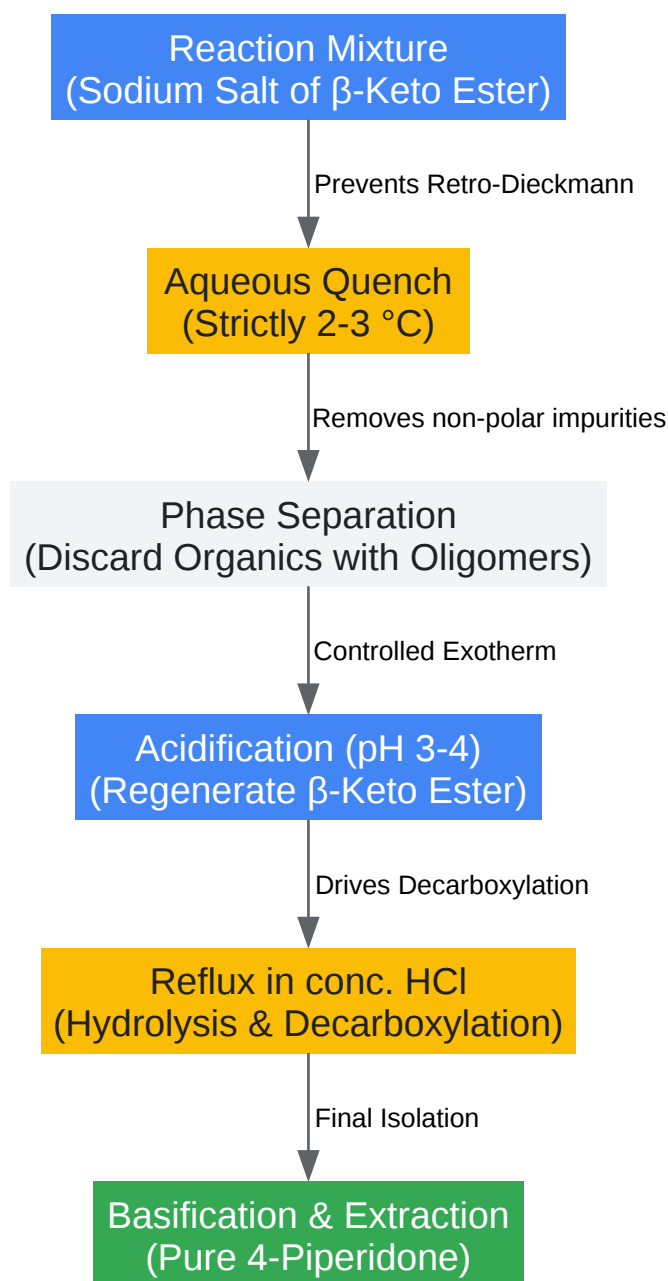 Reaction Mixture
(Sodium Salt of β-Keto Ester)
Prevents Retro-Dieckmann
Aqueous Quench
(Strictly 2-3 °C)
Removes non-polar impurities
Phase Separation
(Discard Organics with Oligomers)
Controlled Exotherm
Acidification (pH 3-4)
(Regenerate β-Keto Ester)
Drives Decarboxylation
Reflux in conc. HCl
(Hydrolysis & Decarboxylation)
Final Isolation
Basification & Extraction
(Pure 4-Piperidone)